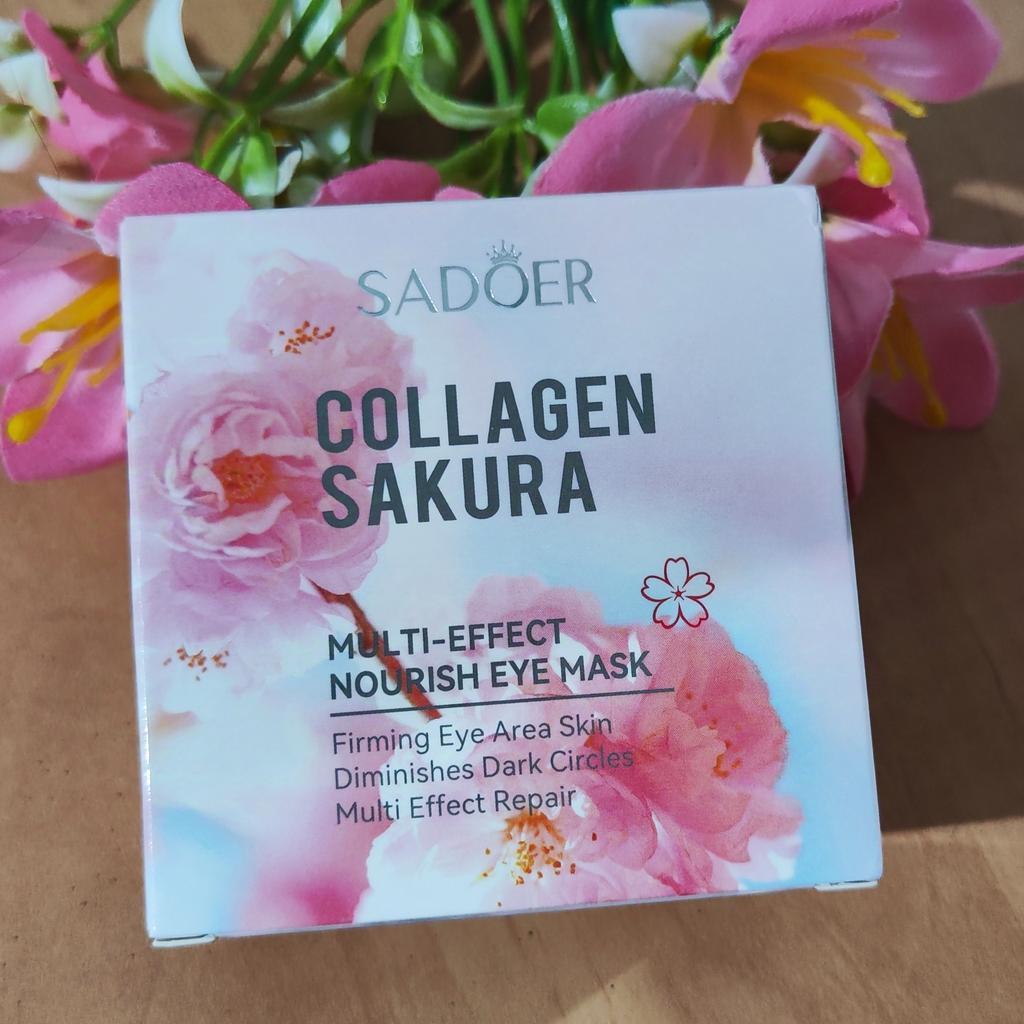 SADOER
COLLAGEN
SAKURA
MULTI-EFFECT
NOURISH EYE MASK
Firming Eye Area Skin
Diminishes Dark Circles
Multi Effect Repair